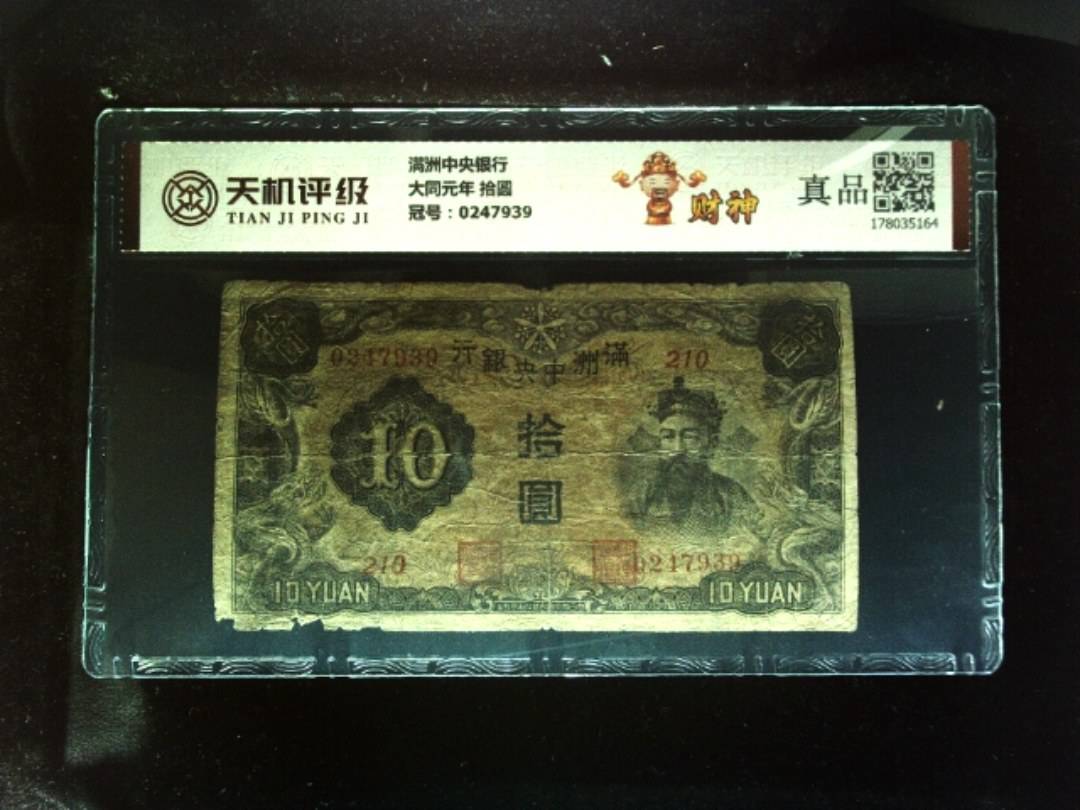 天机评级
TIAN JI PING JI
满洲中央银行
大同元年 拾圓
冠号：0247939
财神
真品
178035164
拾
拾圓
0247939
行銀央中洲滿
210
10
拾
圓
210
0247939
10 YUAN
10 YUAN